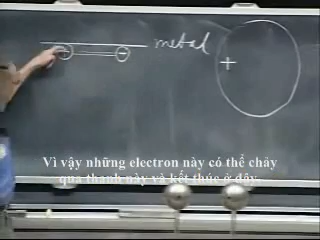 metal
+
Vì vậy những electron này có thể chảy
qua thanh này và kết thúc ở đây.